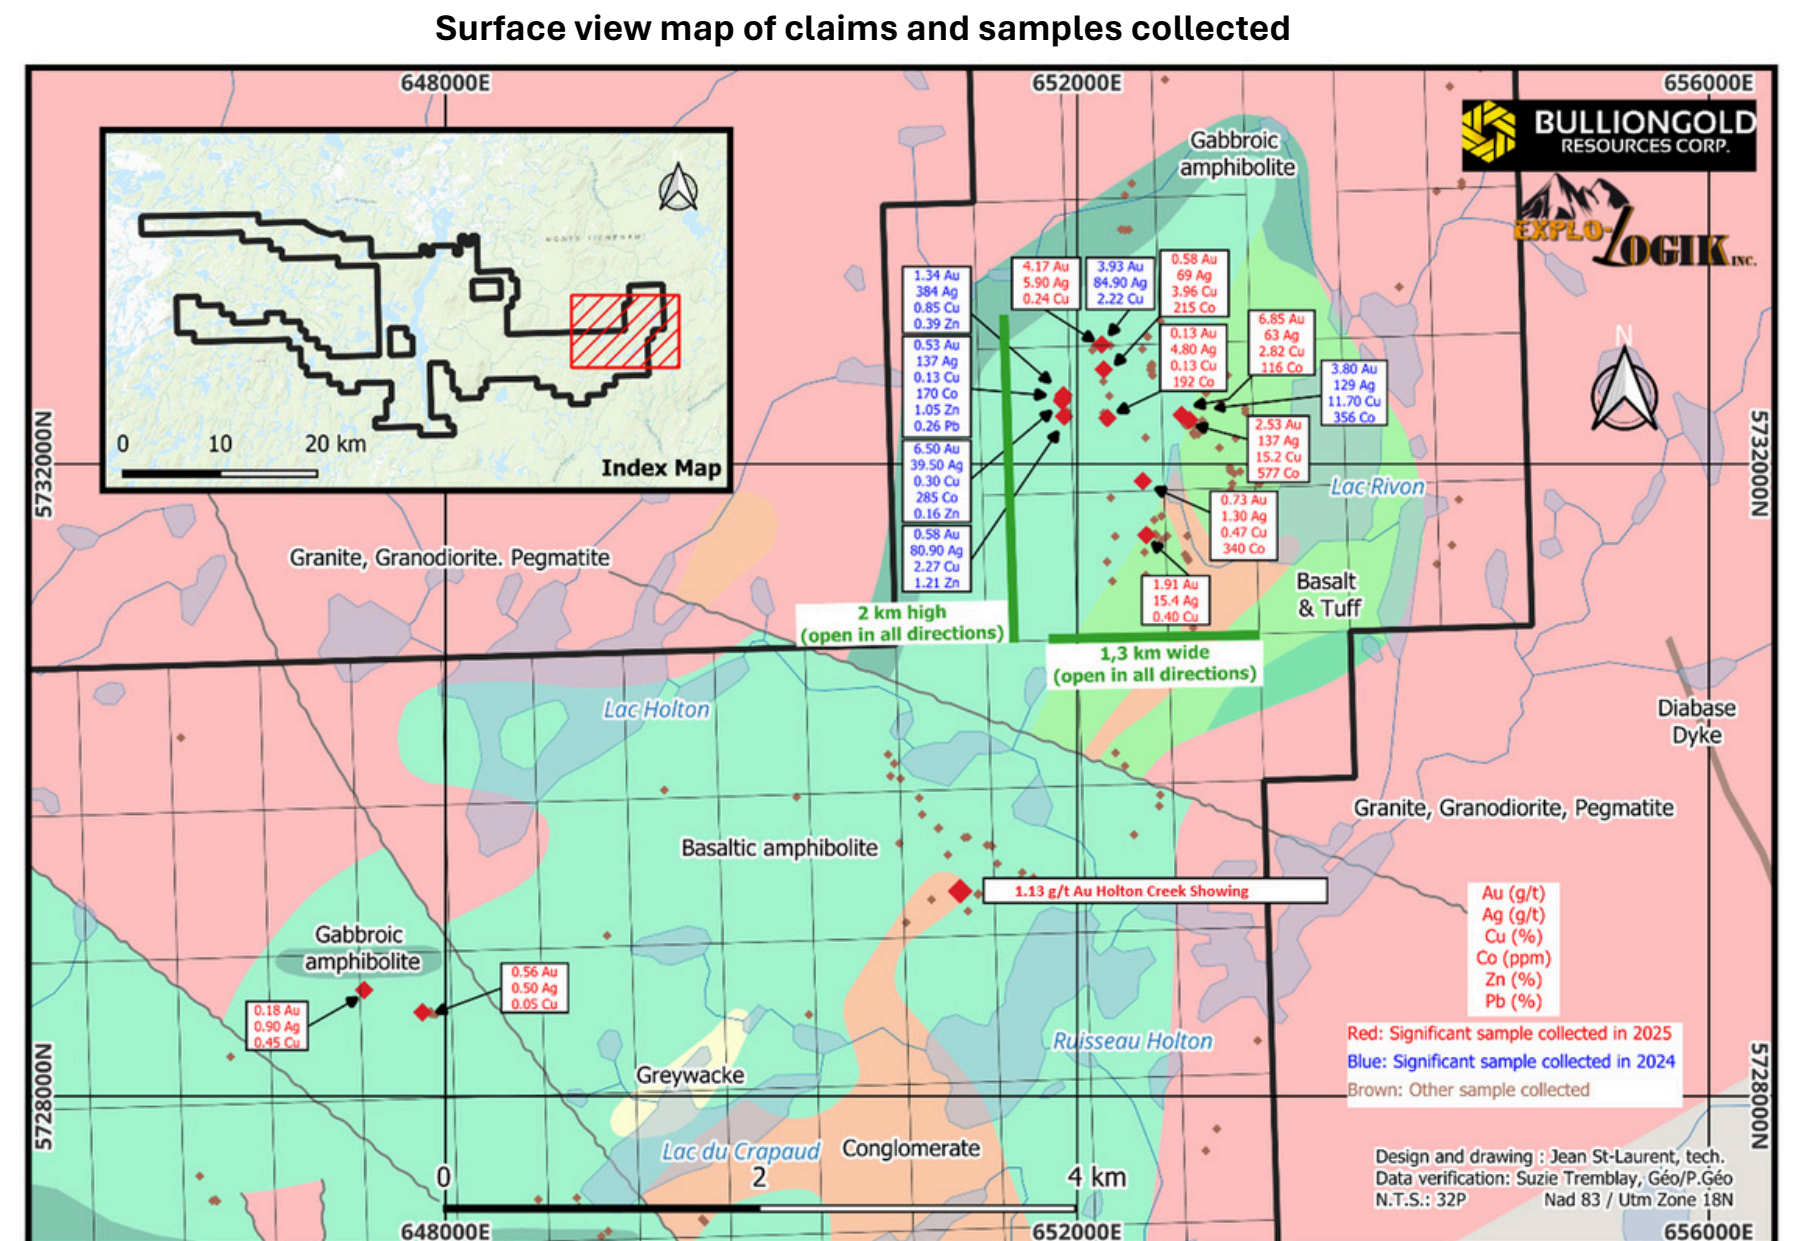 Surface view map of claims and samples collected
648000E
652000E
656000E
BULLIONGOLD
RESOURCES CORP.
EXPLO-LOGIK INC.
N
0
10
20 km
Index Map
5732000N
5732000N
5728000N
5728000N
Gabbroic
amphibolite
1.34 Au
384 Ag
0.85 Cu
0.39 Zn
0.53 Au
137 Ag
0.13 Cu
170 Co
1.05 Zn
0.26 Pb
6.50 Au
39.50 Ag
0.30 Cu
285 Co
0.16 Zn
0.58 Au
80.90 Ag
2.27 Cu
1.21 Zn
4.17 Au
5.90 Ag
0.24 Cu
3.93 Au
84.90 Ag
2.22 Cu
0.58 Au
69 Ag
3.96 Cu
215 Co
0.13 Au
4.80 Ag
0.13 Cu
192 Co
6.85 Au
63 Ag
2.82 Cu
116 Co
3.80 Au
129 Ag
11.70 Cu
356 Co
2.53 Au
137 Ag
15.2 Cu
577 Co
0.73 Au
1.30 Ag
0.47 Cu
340 Co
1.91 Au
15.4 Ag
0.40 Cu
Lac Rivon
Granite, Granodiorite. Pegmatite
Basalt
& Tuff
2 km high
(open in all directions)
1,3 km wide
(open in all directions)
Lac Holton
Diabase
Dyke
Granite, Granodiorite, Pegmatite
Basaltic amphibolite
1.13 g/t Au Holton Creek Showing
Gabbroic
amphibolite
0.18 Au
0.90 Ag
0.45 Cu
0.56 Au
0.50 Ag
0.05 Cu
Au (g/t)
Ag (g/t)
Cu (%)
Co (ppm)
Zn (%)
Pb (%)
Red: Significant sample collected in 2025
Blue: Significant sample collected in 2024
Brown: Other sample collected
Ruisseau Holton
Greywacke
Lac du Crapaud
Conglomerate
0
2
4 km
Design and drawing : Jean St-Laurent, tech.
Data verification: Suzie Tremblay, Géo/P.Géo
N.T.S.: 32P Nad 83 / Utm Zone 18N
648000E
652000E
656000E